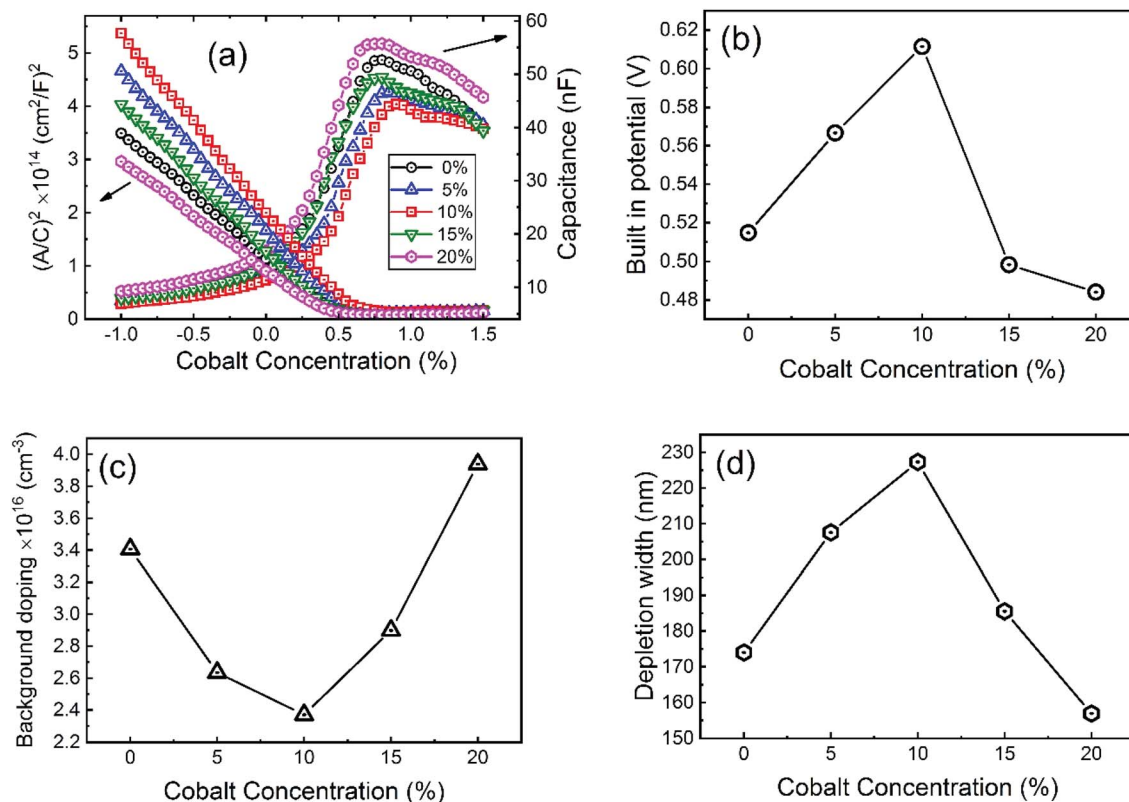 (a)
(A/C)² ×10¹⁴ (cm²/F)²
5
4
3
2
1
0
60
50
40
30
20
10
Capacitance (nF)
0%
5%
10%
15%
20%
-1.0 -0.5 0.0 0.5 1.0 1.5
Cobalt Concentration (%)
(b)
Built in potential (V)
0.62
0.60
0.58
0.56
0.54
0.52
0.50
0.48
0 5 10 15 20
Cobalt Concentration (%)
(c)
Background doping ×10¹⁶ (cm⁻³)
4.0
3.8
3.6
3.4
3.2
3.0
2.8
2.6
2.4
2.2
0 5 10 15 20
Cobalt Concentration (%)
(d)
Depletion width (nm)
230
220
210
200
190
180
170
160
150
0 5 10 15 20
Cobalt Concentration (%)